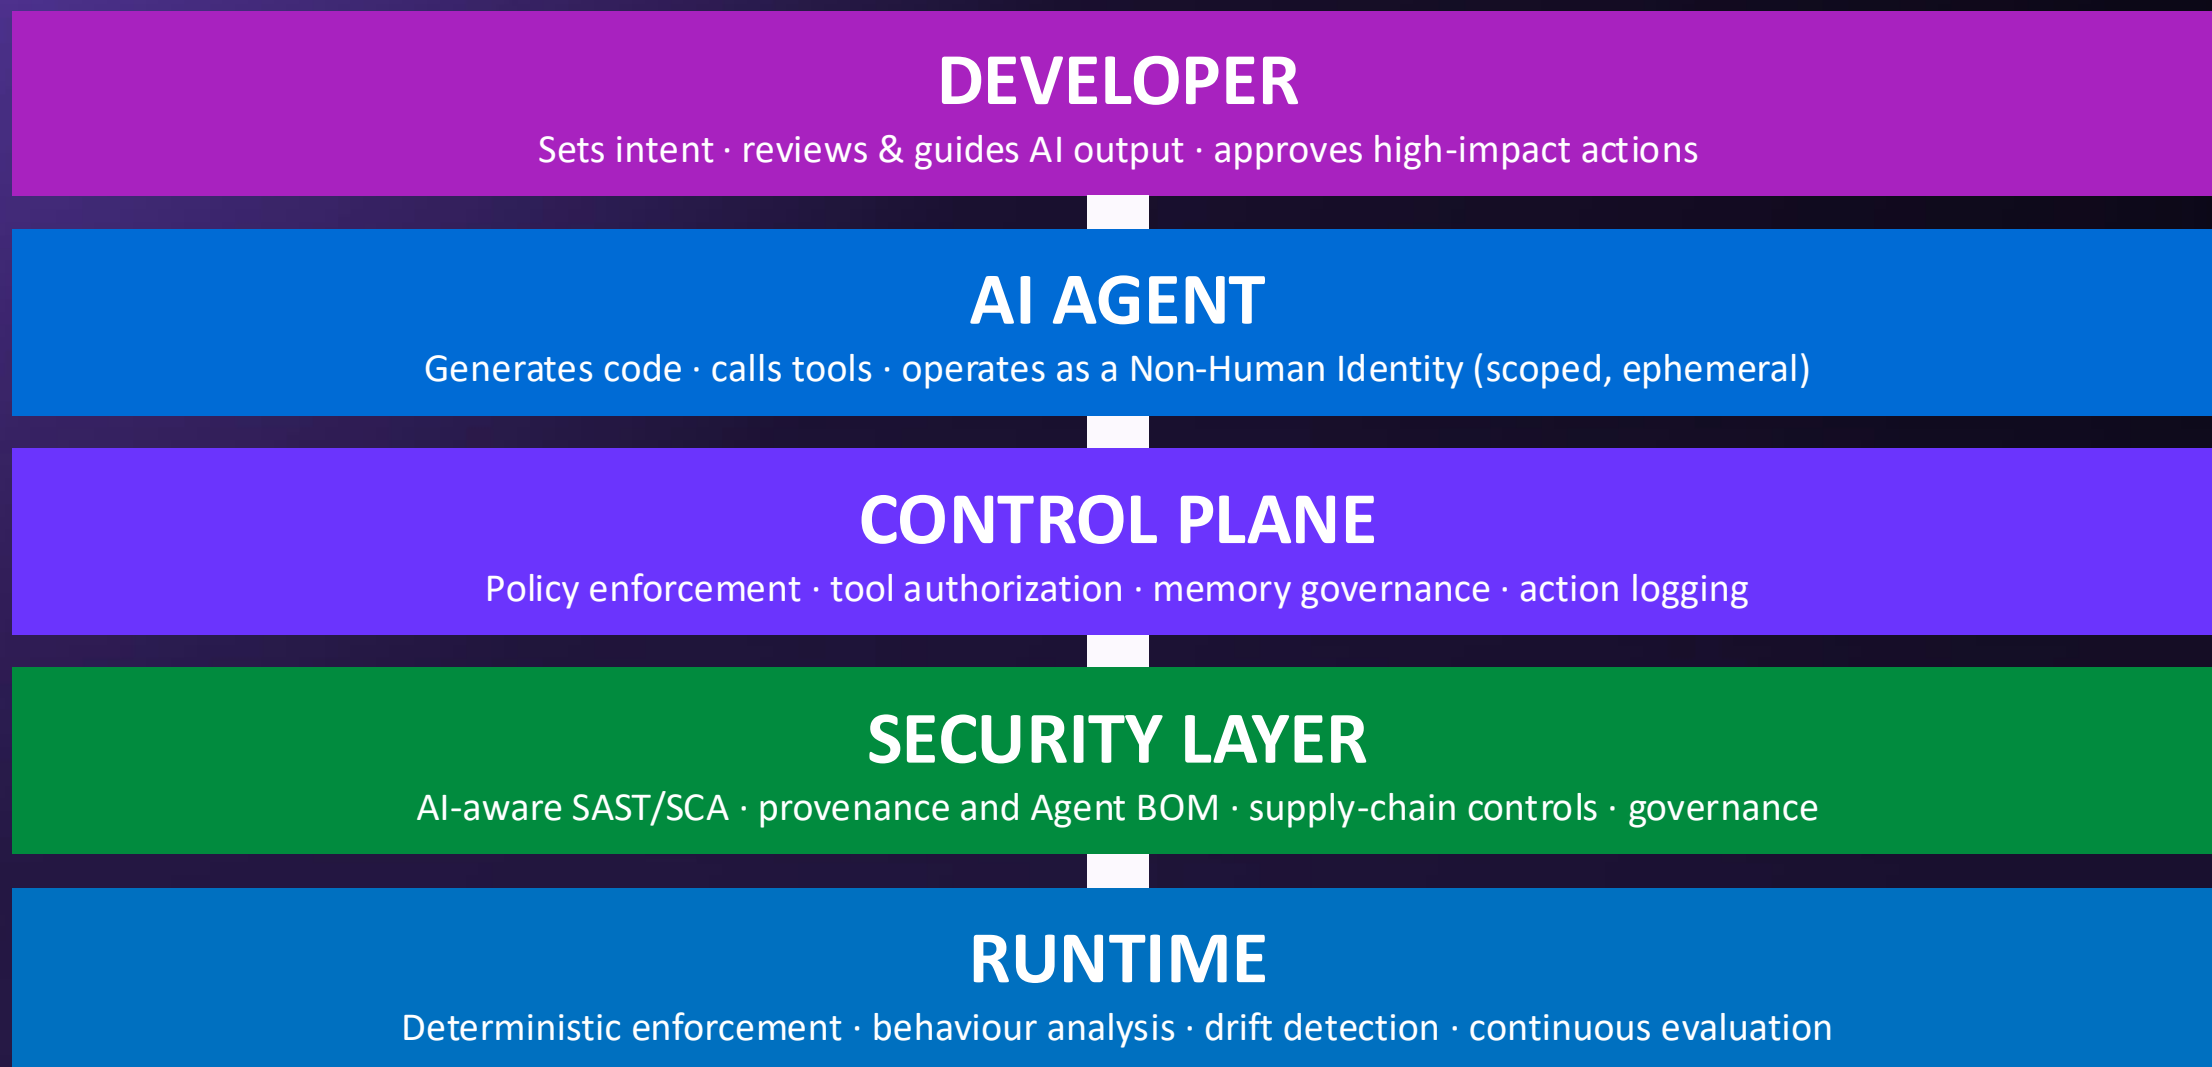 DEVELOPER
Sets intent · reviews & guides AI output · approves high-impact actions
AI AGENT
Generates code · calls tools · operates as a Non-Human Identity (scoped, ephemeral)
CONTROL PLANE
Policy enforcement · tool authorization · memory governance · action logging
SECURITY LAYER
AI-aware SAST/SCA · provenance and Agent BOM · supply-chain controls · governance
RUNTIME
Deterministic enforcement · behaviour analysis · drift detection · continuous evaluation